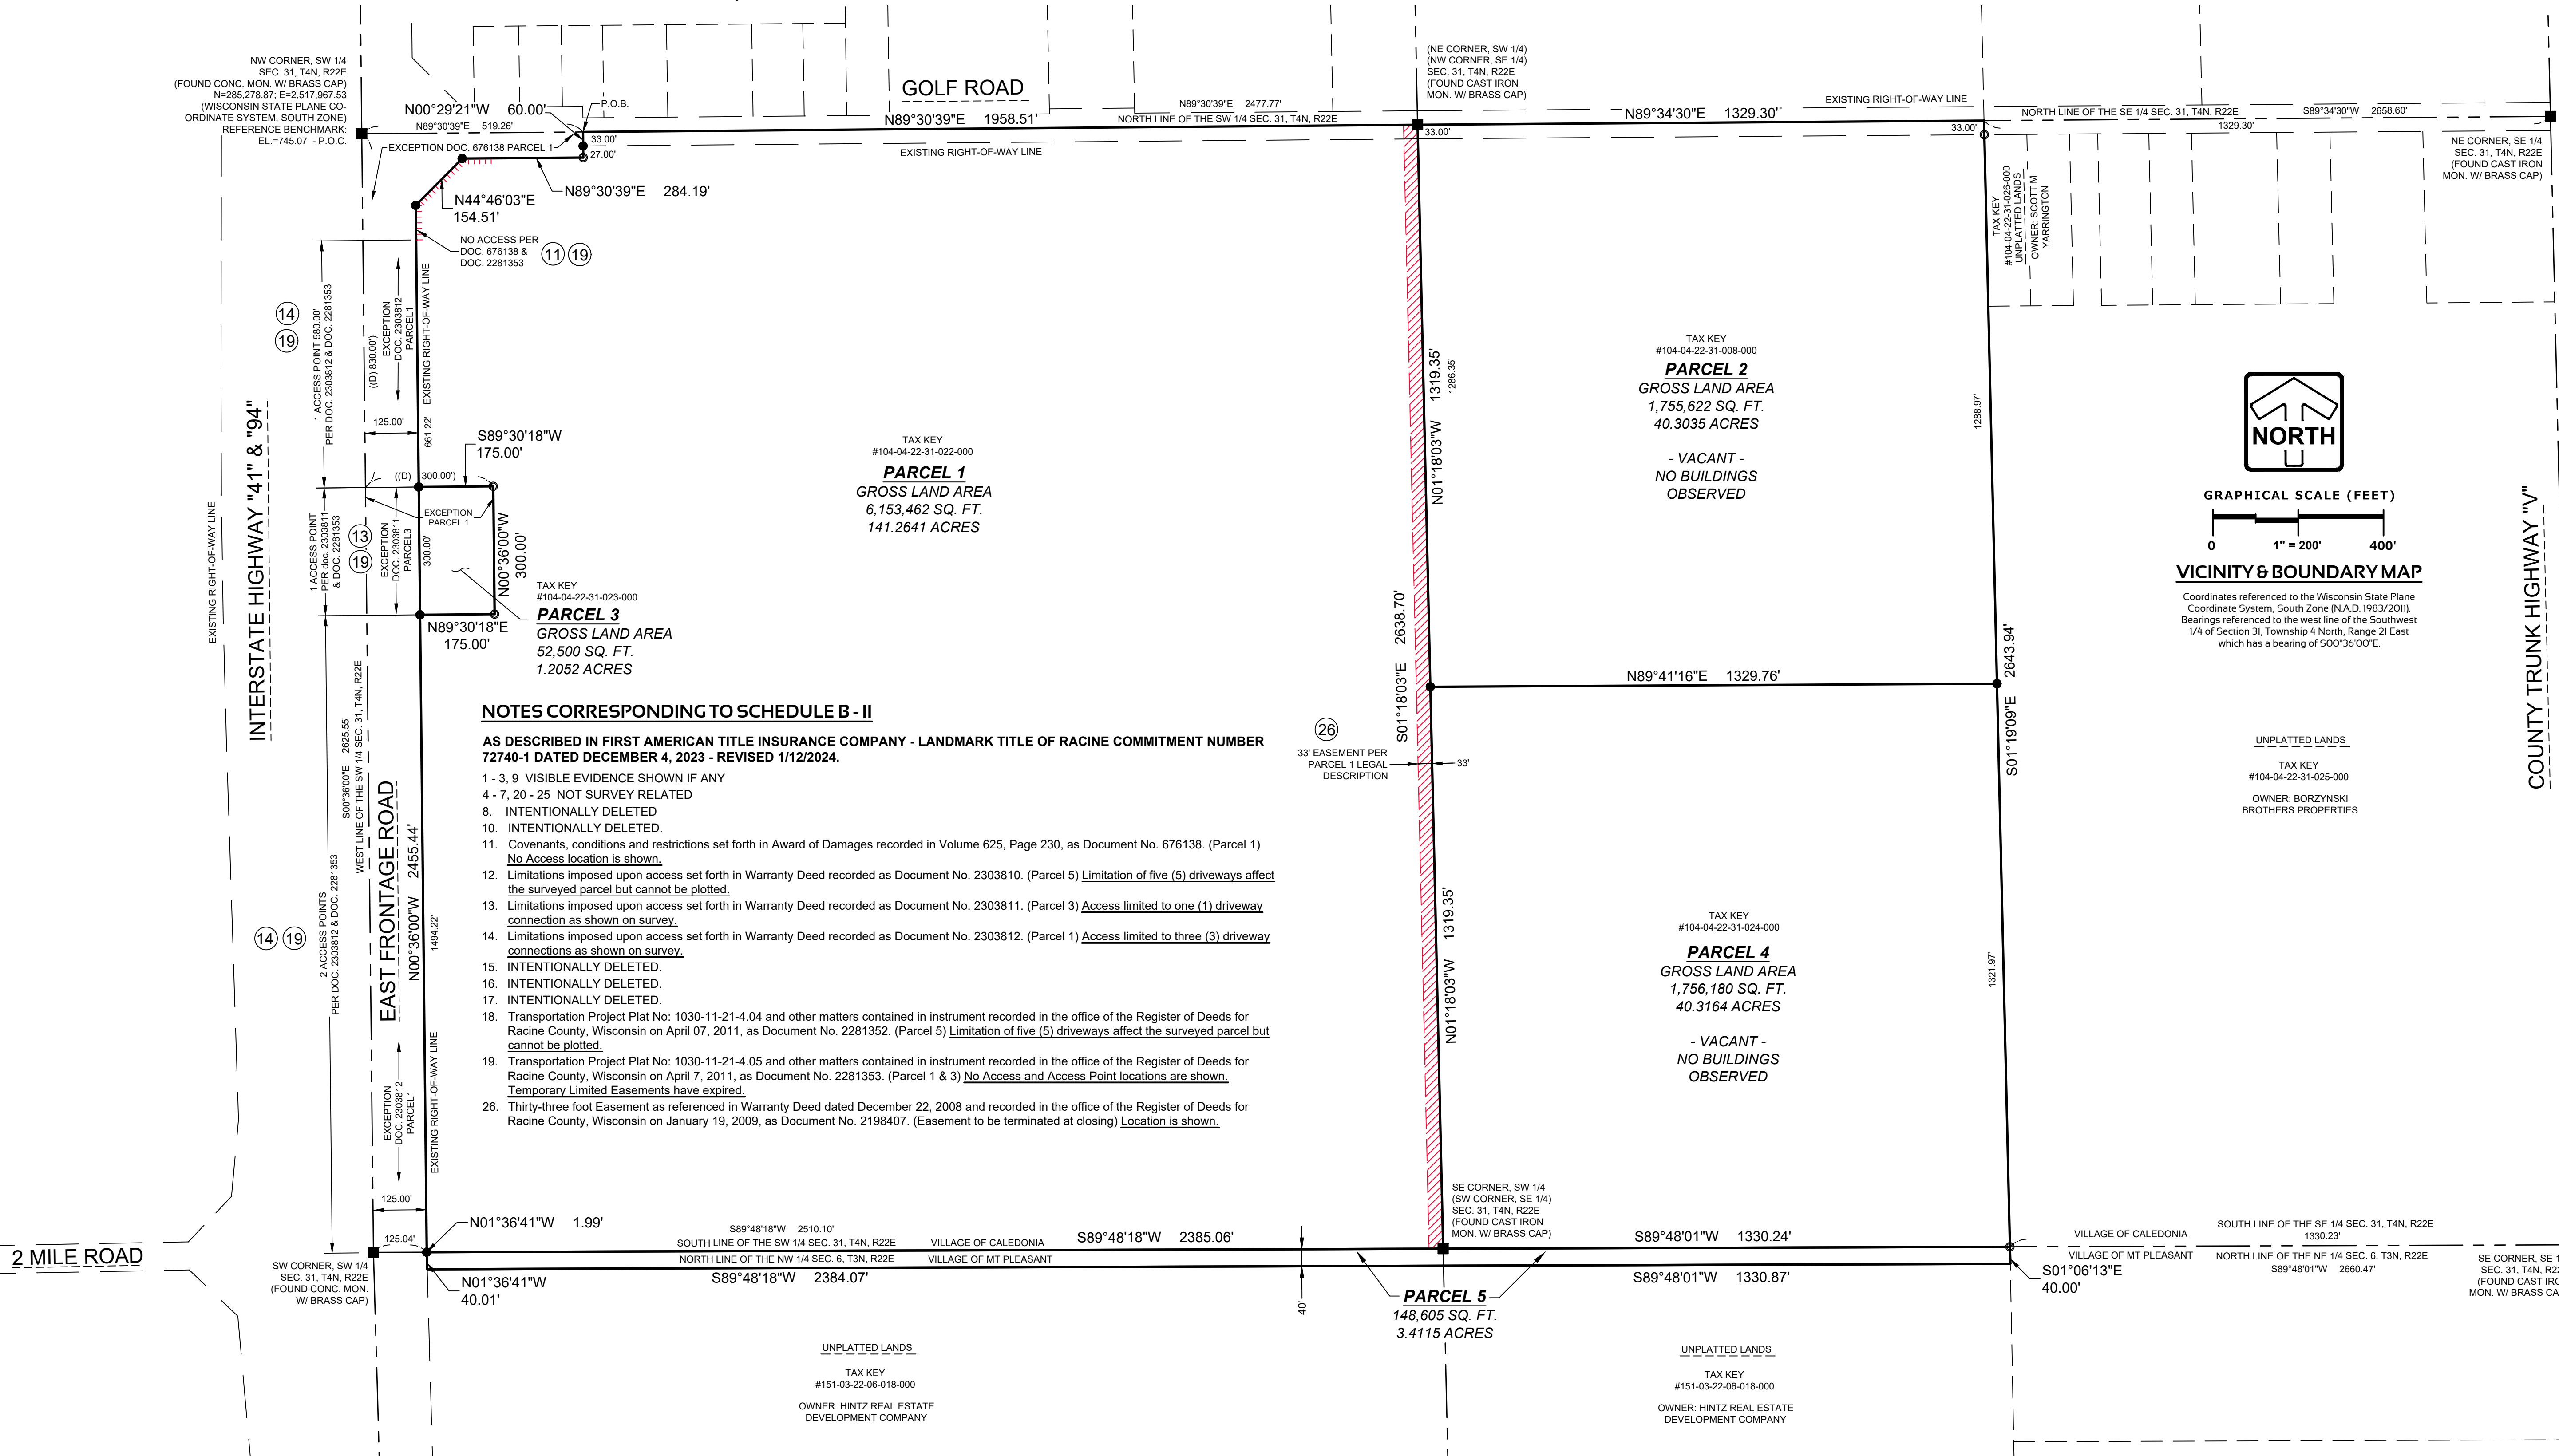 NW CORNER, SW 1/4
SEC. 31, T4N, R22E
(FOUND CONC. MON. W/ BRASS CAP)
N=285,278.87; E=2,517,967.53
(WISCONSIN STATE PLANE CO-
ORDINATE SYSTEM, SOUTH ZONE)
REFERENCE BENCHMARK:
EL.=745.07 - P.O.C.
N00°29'21"W 60.00'
P.O.B.
N89°30'39"E 519.26'
EXCEPTION DOC. 676138 PARCEL 1
33.00'
27.00'
GOLF ROAD
N89°30'39"E 1958.51'
N89°30'39"E 2477.77'
NORTH LINE OF THE SW 1/4 SEC. 31, T4N, R22E
EXISTING RIGHT-OF-WAY LINE
(NE CORNER, SW 1/4)
(NW CORNER, SE 1/4)
SEC. 31, T4N, R22E
(FOUND CAST IRON
MON. W/ BRASS CAP)
33.00'
N89°34'30"E 1329.30'
EXISTING RIGHT-OF-WAY LINE
33.00'
NORTH LINE OF THE SE 1/4 SEC. 31, T4N, R22E
S89°34'30"W 2658.60'
1329.30'
NE CORNER, SE 1/4
SEC. 31, T4N, R22E
(FOUND CAST IRON
MON. W/ BRASS CAP)
TAX KEY
#104-04-22-31-026-000
UNPLATTED LANDS
OWNER: SCOTT M
YARRINGTON
N89°30'39"E 284.19'
N44°46'03"E
154.51'
NO ACCESS PER
DOC. 676138 &
DOC. 2281353
11 19
14
19
1 ACCESS POINT 580.00'
PER DOC. 2303812 & DOC. 2281353
((D) 830.00')
EXCEPTION
DOC. 2303812
PARCEL1
EXISTING RIGHT-OF-WAY LINE
125.00'
661.22'
S89°30'18"W
175.00'
((D) 300.00')
EXCEPTION
PARCEL 1
1 ACCESS POINT
PER doc. 2303811
& DOC. 2281353
13
19
EXCEPTION
DOC. 2303811
PARCEL3
300.00'
N00°36'00"W
300.00'
N89°30'18"E
175.00'
TAX KEY
#104-04-22-31-023-000
PARCEL 3
GROSS LAND AREA
52,500 SQ. FT.
1.2052 ACRES
TAX KEY
#104-04-22-31-022-000
PARCEL 1
GROSS LAND AREA
6,153,462 SQ. FT.
141.2641 ACRES
N01°18'03"W 1319.35'
1286.35'
TAX KEY
#104-04-22-31-008-000
PARCEL 2
GROSS LAND AREA
1,755,622 SQ. FT.
40.3035 ACRES
- VACANT -
NO BUILDINGS
OBSERVED
1288.97'
NORTH
GRAPHICAL SCALE (FEET)
0 1" = 200' 400'
VICINITY & BOUNDARY MAP
Coordinates referenced to the Wisconsin State Plane
Coordinate System, South Zone (N.A.D. 1983/2011).
Bearings referenced to the west line of the Southwest
1/4 of Section 31, Township 4 North, Range 21 East
which has a bearing of S00°36'00"E.
INTERSTATE HIGHWAY "41" & "94"
EXISTING RIGHT-OF-WAY LINE
COUNTY TRUNK HIGHWAY "V"
S01°18'03"E 2638.70'
N89°41'16"E 1329.76'
S01°19'09"E 2643.94'
26
33' EASEMENT PER
PARCEL 1 LEGAL
DESCRIPTION
33'
UNPLATTED LANDS
TAX KEY
#104-04-22-31-025-000
OWNER: BORZYNSKI
BROTHERS PROPERTIES
S00°36'00"E 2625.55'
WEST LINE OF THE SW 1/4 SEC. 31, T4N, R22E
EAST FRONTAGE ROAD
N00°36'00"W 2455.44'
1494.22'
14 19
2 ACCESS POINTS
PER DOC. 2303812 & DOC. 2281353
EXCEPTION
DOC. 2303812
PARCEL1
EXISTING RIGHT-OF-WAY LINE
NOTES CORRESPONDING TO SCHEDULE B - II
AS DESCRIBED IN FIRST AMERICAN TITLE INSURANCE COMPANY - LANDMARK TITLE OF RACINE COMMITMENT NUMBER
72740-1 DATED DECEMBER 4, 2023 - REVISED 1/12/2024.
1 - 3, 9 VISIBLE EVIDENCE SHOWN IF ANY
4 - 7, 20 - 25 NOT SURVEY RELATED
8. INTENTIONALLY DELETED
10. INTENTIONALLY DELETED.
11. Covenants, conditions and restrictions set forth in Award of Damages recorded in Volume 625, Page 230, as Document No. 676138. (Parcel 1)
No Access location is shown.
12. Limitations imposed upon access set forth in Warranty Deed recorded as Document No. 2303810. (Parcel 5) Limitation of five (5) driveways affect
the surveyed parcel but cannot be plotted.
13. Limitations imposed upon access set forth in Warranty Deed recorded as Document No. 2303811. (Parcel 3) Access limited to one (1) driveway
connection as shown on survey.
14. Limitations imposed upon access set forth in Warranty Deed recorded as Document No. 2303812. (Parcel 1) Access limited to three (3) driveway
connections as shown on survey.
15. INTENTIONALLY DELETED.
16. INTENTIONALLY DELETED.
17. INTENTIONALLY DELETED.
18. Transportation Project Plat No: 1030-11-21-4.04 and other matters contained in instrument recorded in the office of the Register of Deeds for
Racine County, Wisconsin on April 07, 2011, as Document No. 2281352. (Parcel 5) Limitation of five (5) driveways affect the surveyed parcel but
cannot be plotted.
19. Transportation Project Plat No: 1030-11-21-4.05 and other matters contained in instrument recorded in the office of the Register of Deeds for
Racine County, Wisconsin on April 7, 2011, as Document No. 2281353. (Parcel 1 & 3) No Access and Access Point locations are shown.
Temporary Limited Easements have expired.
26. Thirty-three foot Easement as referenced in Warranty Deed dated December 22, 2008 and recorded in the office of the Register of Deeds for
Racine County, Wisconsin on January 19, 2009, as Document No. 2198407. (Easement to be terminated at closing) Location is shown.
N01°18'03"W 1319.35'
TAX KEY
#104-04-22-31-024-000
PARCEL 4
GROSS LAND AREA
1,756,180 SQ. FT.
40.3164 ACRES
- VACANT -
NO BUILDINGS
OBSERVED
1321.97'
125.00'
125.04'
N01°36'41"W 1.99'
S89°48'18"W 2510.10'
SOUTH LINE OF THE SW 1/4 SEC. 31, T4N, R22E
VILLAGE OF CALEDONIA
NORTH LINE OF THE NW 1/4 SEC. 6, T3N, R22E
VILLAGE OF MT PLEASANT
S89°48'18"W 2385.06'
S89°48'18"W 2384.07'
SE CORNER, SW 1/4
(SW CORNER, SE 1/4)
SEC. 31, T4N, R22E
(FOUND CAST IRON
MON. W/ BRASS CAP)
S89°48'01"W 1330.24'
S89°48'01"W 1330.87'
VILLAGE OF CALEDONIA
VILLAGE OF MT PLEASANT
SOUTH LINE OF THE SE 1/4 SEC. 31, T4N, R22E
1330.23'
NORTH LINE OF THE NE 1/4 SEC. 6, T3N, R22E
S89°48'01"W 2660.47'
S01°06'13"E
40.00'
SE CORNER, SE 1
SEC. 31, T4N, R22
(FOUND CAST IRO
MON. W/ BRASS CA
2 MILE ROAD
SW CORNER, SW 1/4
SEC. 31, T4N, R22E
(FOUND CONC. MON.
W/ BRASS CAP)
N01°36'41"W
40.01'
40'
PARCEL 5
148,605 SQ. FT.
3.4115 ACRES
UNPLATTED LANDS
TAX KEY
#151-03-22-06-018-000
OWNER: HINTZ REAL ESTATE
DEVELOPMENT COMPANY
UNPLATTED LANDS
TAX KEY
#151-03-22-06-018-000
OWNER: HINTZ REAL ESTATE
DEVELOPMENT COMPANY